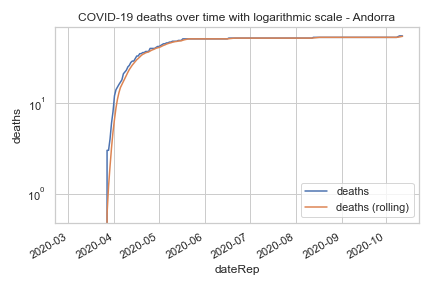 COVID-19 deaths over time with logarithmic scale - Andorra
deaths
10¹
10⁰
deaths
deaths (rolling)
2020-03
2020-04
2020-05
2020-06
2020-07
2020-08
2020-09
2020-10
dateRep